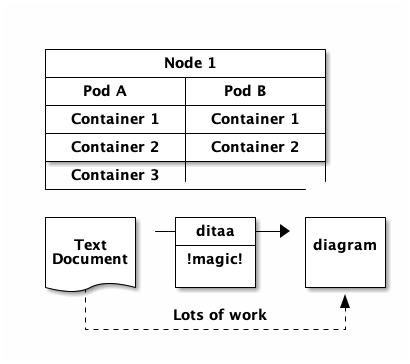 Node 1
Pod A Pod B
Container 1 Container 1
Container 2 Container 2
Container 3
Text
Document
ditaa
!magic!
diagram
Lots of work